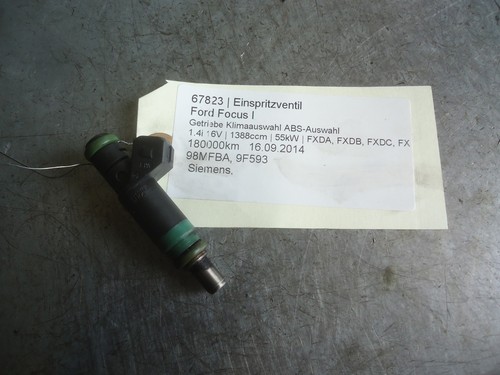 67823 | Einspritzventil
Ford Focus I
Getriebe Klimaauswahl ABS-Auswahl
1.4i 16V | 1388ccm | 55kW | FXDA, FXDB, FXDC, FX
180000km 16.09.2014
98MFBA, 9F593
Siemens.